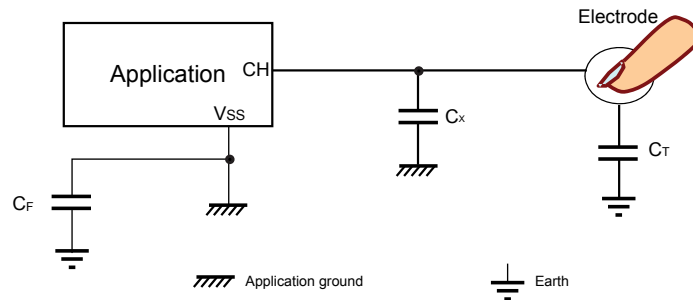 Electrode
Application
CH
VSS
CX
CT
CF
Application ground
Earth